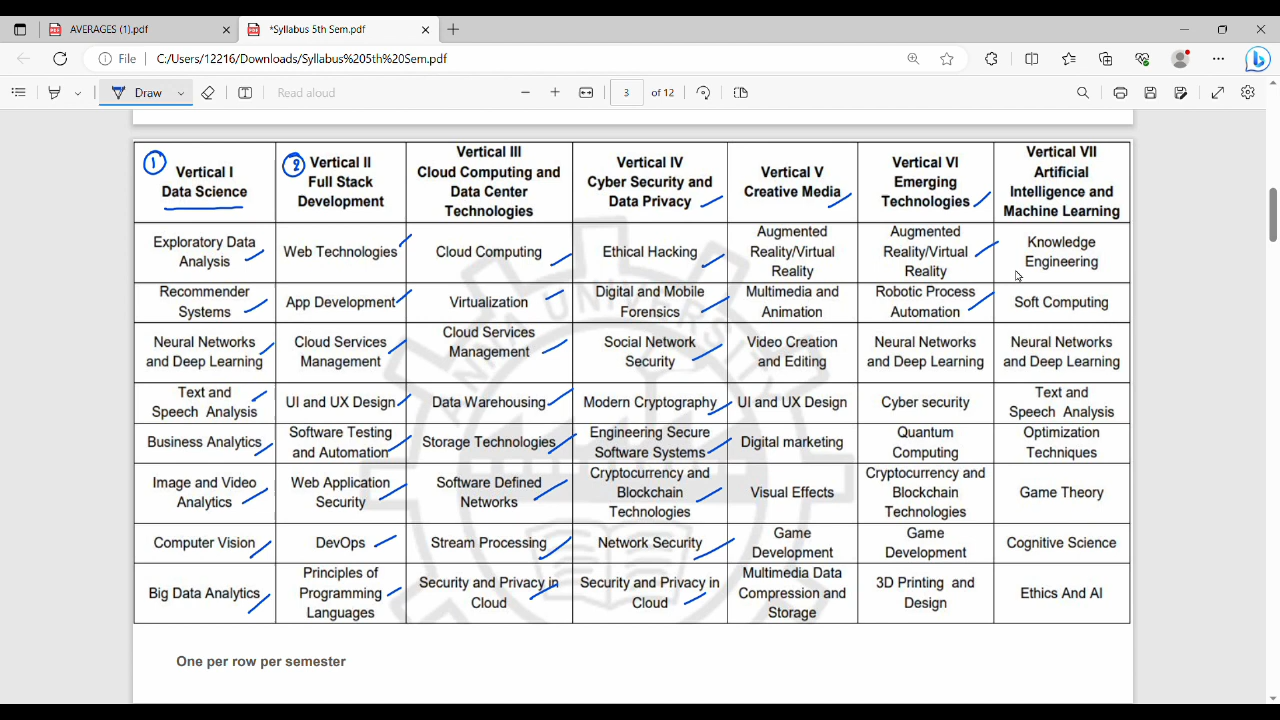 AVERAGES (1).pdf
*Syllabus 5th Sem.pdf
File
C:/Users/12216/Downloads/Syllabus%205th%20Sem.pdf
Draw
Read aloud
3
of 12
1
Vertical I
Data Science
2
Vertical II
Full Stack
Development
Vertical III
Cloud Computing and
Data Center
Technologies
Vertical IV
Cyber Security and
Data Privacy
Vertical V
Creative Media
Vertical VI
Emerging
Technologies
Vertical VII
Artificial
Intelligence and
Machine Learning
Exploratory Data
Analysis
Web Technologies
Cloud Computing
Ethical Hacking
Augmented
Reality/Virtual
Reality
Augmented
Reality/Virtual
Reality
Knowledge
Engineering
Recommender
Systems
App Development
Virtualization
Digital and Mobile
Forensics
Multimedia and
Animation
Robotic Process
Automation
Soft Computing
Neural Networks
and Deep Learning
Cloud Services
Management
Cloud Services
Management
Social Network
Security
Video Creation
and Editing
Neural Networks
and Deep Learning
Neural Networks
and Deep Learning
Text and
Speech Analysis
UI and UX Design
Data Warehousing
Modern Cryptography
UI and UX Design
Cyber security
Text and
Speech Analysis
Business Analytics
Software Testing
and Automation
Storage Technologies
Engineering Secure
Software Systems
Digital marketing
Quantum
Computing
Optimization
Techniques
Image and Video
Analytics
Web Application
Security
Software Defined
Networks
Cryptocurrency and
Blockchain
Technologies
Visual Effects
Cryptocurrency and
Blockchain
Technologies
Game Theory
Computer Vision
DevOps
Stream Processing
Network Security
Game
Development
Game
Development
Cognitive Science
Big Data Analytics
Principles of
Programming
Languages
Security and Privacy in
Cloud
Security and Privacy in
Cloud
Multimedia Data
Compression and
Storage
3D Printing and
Design
Ethics And AI
ANNA UNIVERSITY
One per row per semester